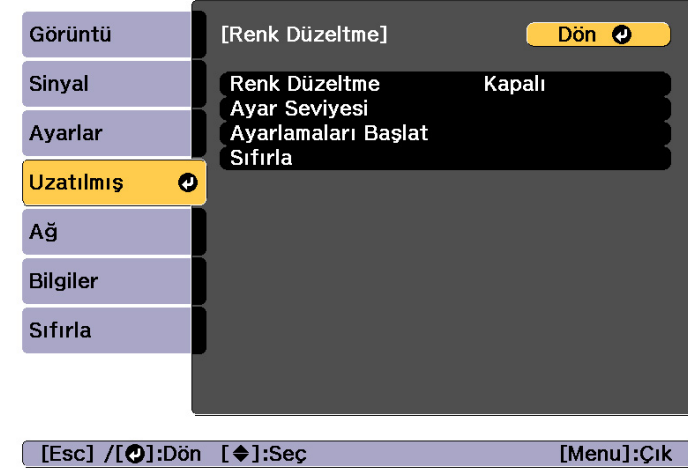 Görüntü
Sinyal
Ayarlar
Uzatılmış
Ağ
Bilgiler
Sıfırla
[Renk Düzeltme] Dön
Renk Düzeltme Kapalı
Ayar Seviyesi
Ayarlamaları Başlat
Sıfırla
[Esc] /[⏎]:Dön [◆]:Seç [Menu]:Çık